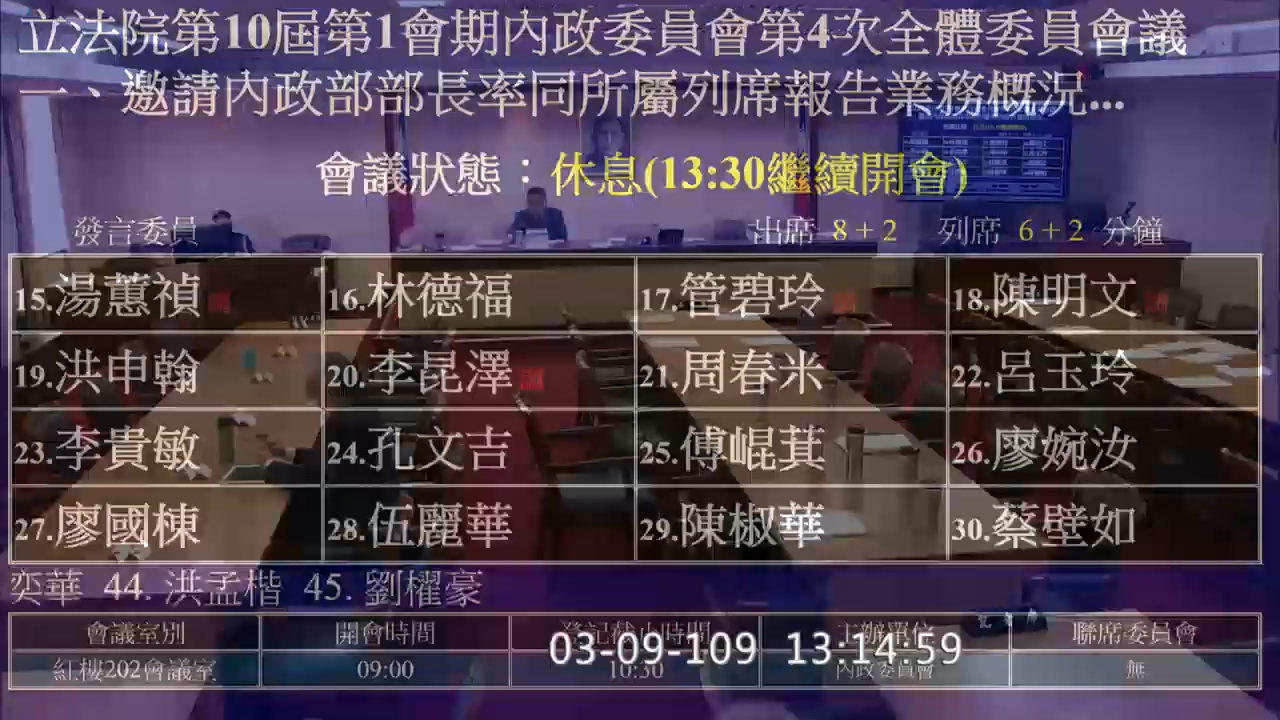 立法院第10屆第1會期內政委員會第4次全體委員會議
一、邀請內政部部長率同所屬列席報告業務概況...
會議狀態：休息(13:30繼續開會)
發言委員 出席 8+2 列席 6+2 分鐘
15.湯蕙禎 16.林德福 17.管碧玲 18.陳明文
19.洪申翰 20.李昆澤 21.周春米 22.呂玉玲
23.李貴敏 24.孔文吉 25.傅崐萁 26.廖婉汝
27.廖國棟 28.伍麗華 29.陳椒華 30.蔡壁如
奕華 44. 洪孟楷 45. 劉櫂豪
會議室別 開會時間 登記截止時間 主辦單位 聯席委員會
03-09-109 13:14:59
紅樓202會議室 09:00 10:30 內政委員會 無